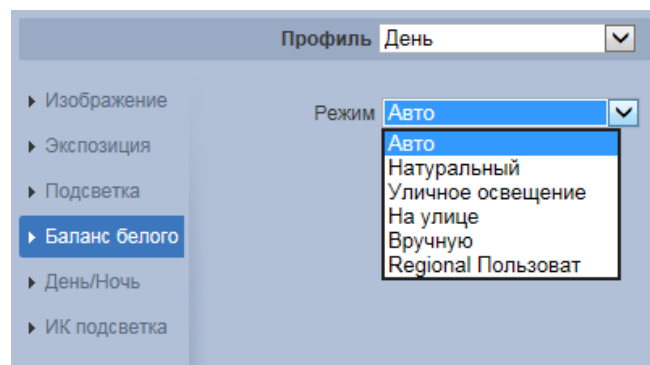 Профиль День
Изображение
Режим Авто
Экспозиция
Авто
Натуральный
Подсветка
Уличное освещение
На улице
Баланс белого
Вручную
Regional Пользоват
День/Ночь
ИК подсветка